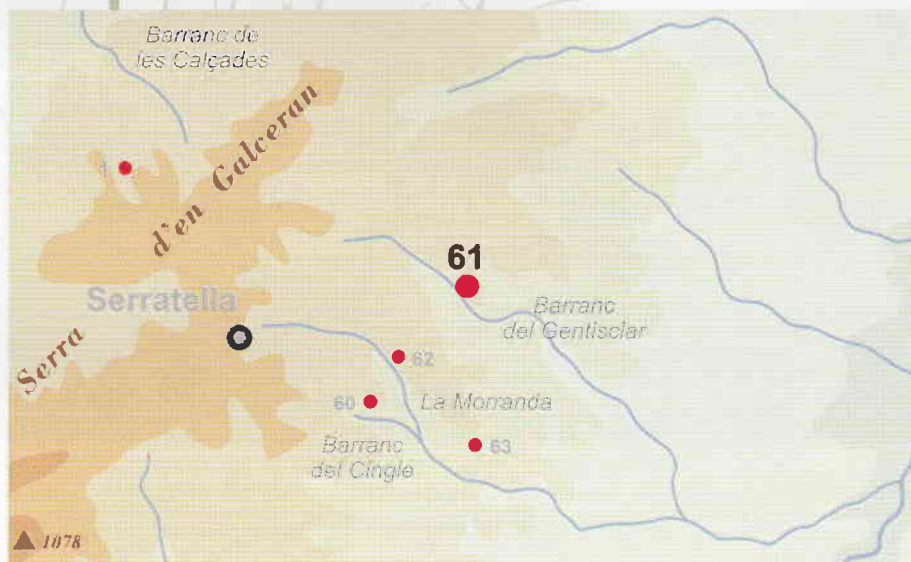 Barranc de
les Calçades
Serra d'en Galceran
61
Serratella
Barranc
del Gentisclar
62
60
La Morranda
63
Barranc
del Cingle
1078